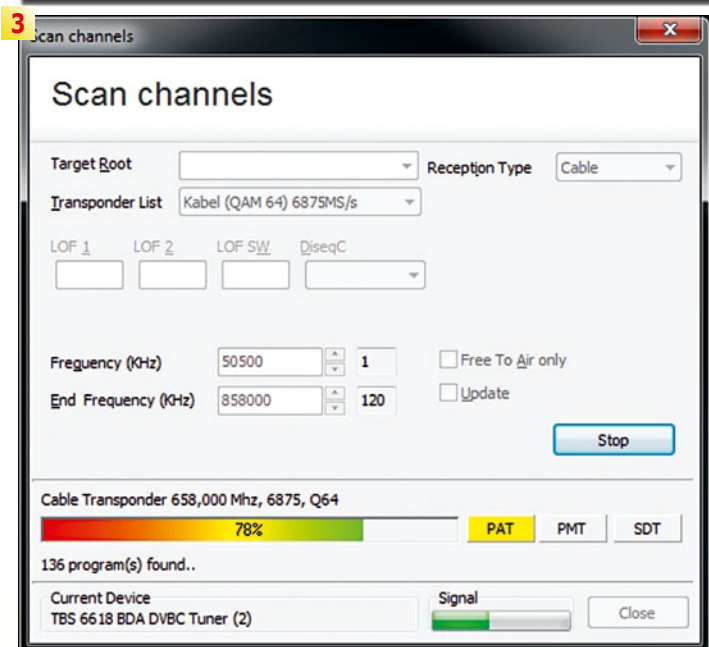 3
Scan channels
Scan channels
Target Root
Reception Type Cable
Transponder List Kabel (QAM 64) 6875MS/s
LOF 1 LOF 2 LOF SW DiseqC
Frequency (KHz) 50500 1 Free To Air only
End Frequency (KHz) 858000 120 Update
Stop
Cable Transponder 658,000 Mhz, 6875, Q64
78% PAT PMT SDT
136 program(s) found..
Current Device Signal
TBS 6618 BDA DVBC Tuner (2) Close